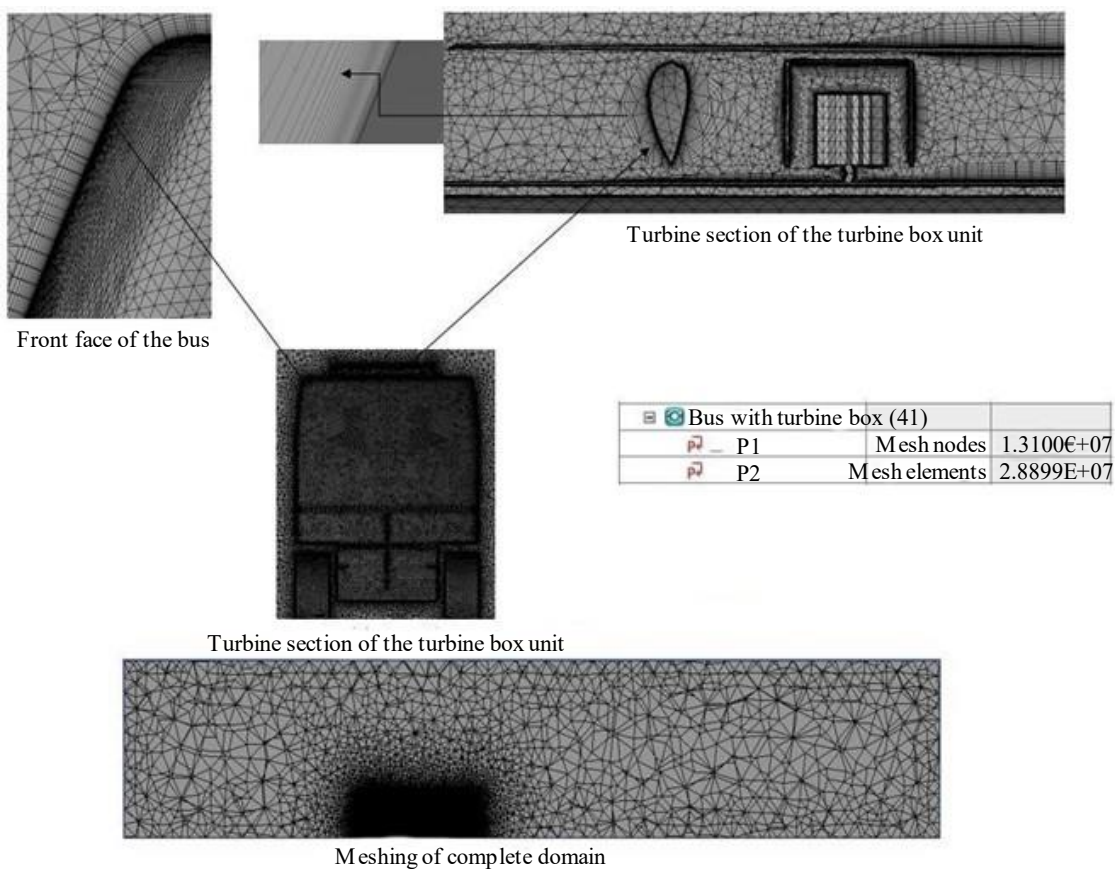 Turbine section of the turbine box unit
Front face of the bus
Bus with turbine box (41)
P1 Mesh nodes 1.3100€+07
P2 Mesh elements 2.8899E+07
Turbine section of the turbine box unit
Meshing of complete domain